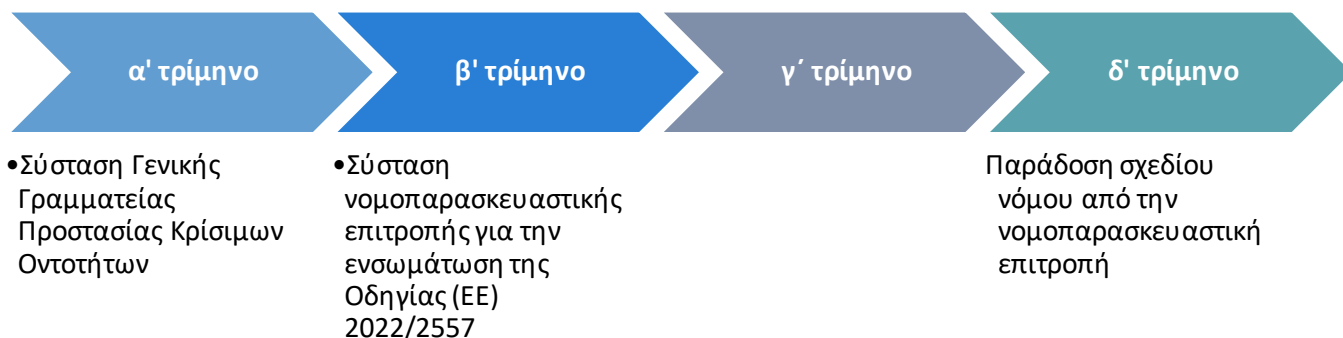 α' τρίμηνο
β' τρίμηνο
γ΄ τρίμηνο
δ' τρίμηνο
•Σύσταση Γενικής
Γραμματείας
Προστασίας Κρίσιμων
Οντοτήτων
•Σύσταση
νομοπαρασκευαστικής
επιτροπής για την
ενσωμάτωση της
Οδηγίας (ΕΕ)
2022/2557
Παράδοση σχεδίου
νόμου από την
νομοπαρασκευαστική
επιτροπή